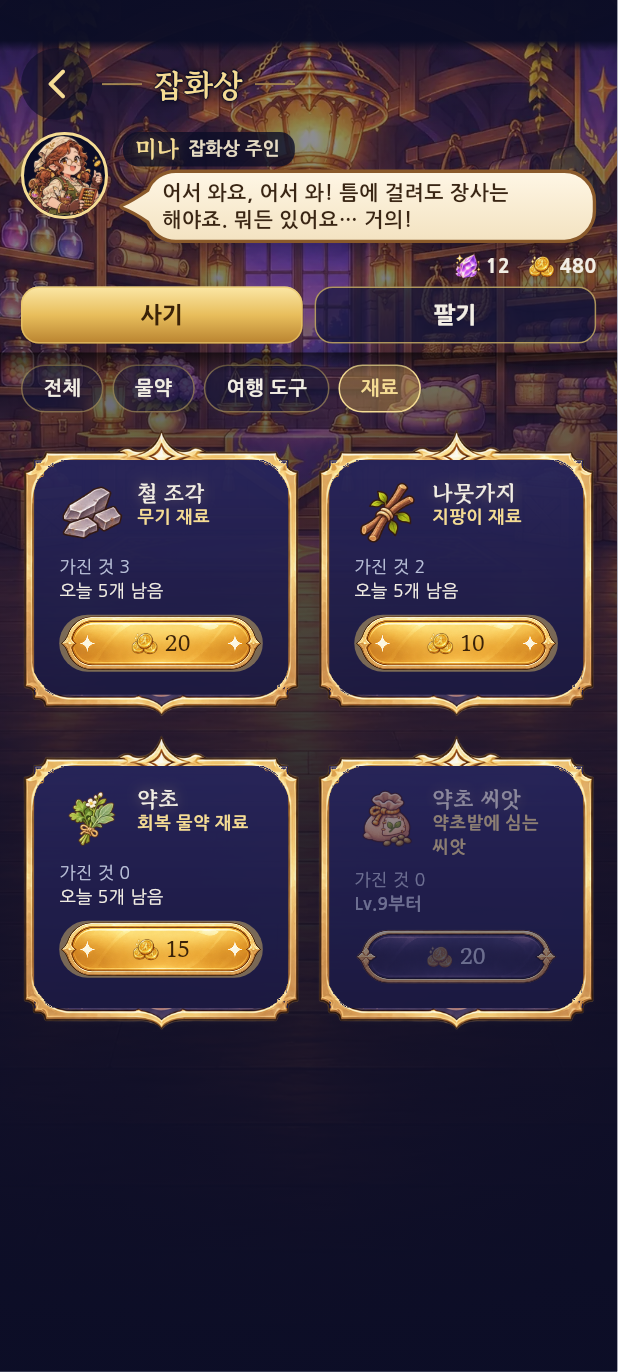 잡화상
미나 잡화상 주인
어서 와요, 어서 와! 틈에 걸려도 장사는
해야죠. 뭐든 있어요… 거의!
12 480
사기 팔기
전체 물약 여행 도구 재료
철 조각
무기 재료
가진 것 3
오늘 5개 남음
20
나뭇가지
지팡이 재료
가진 것 2
오늘 5개 남음
10
약초
회복 물약 재료
가진 것 0
오늘 5개 남음
15
약초 씨앗
약초밭에 심는
씨앗
가진 것 0
Lv.9부터
20